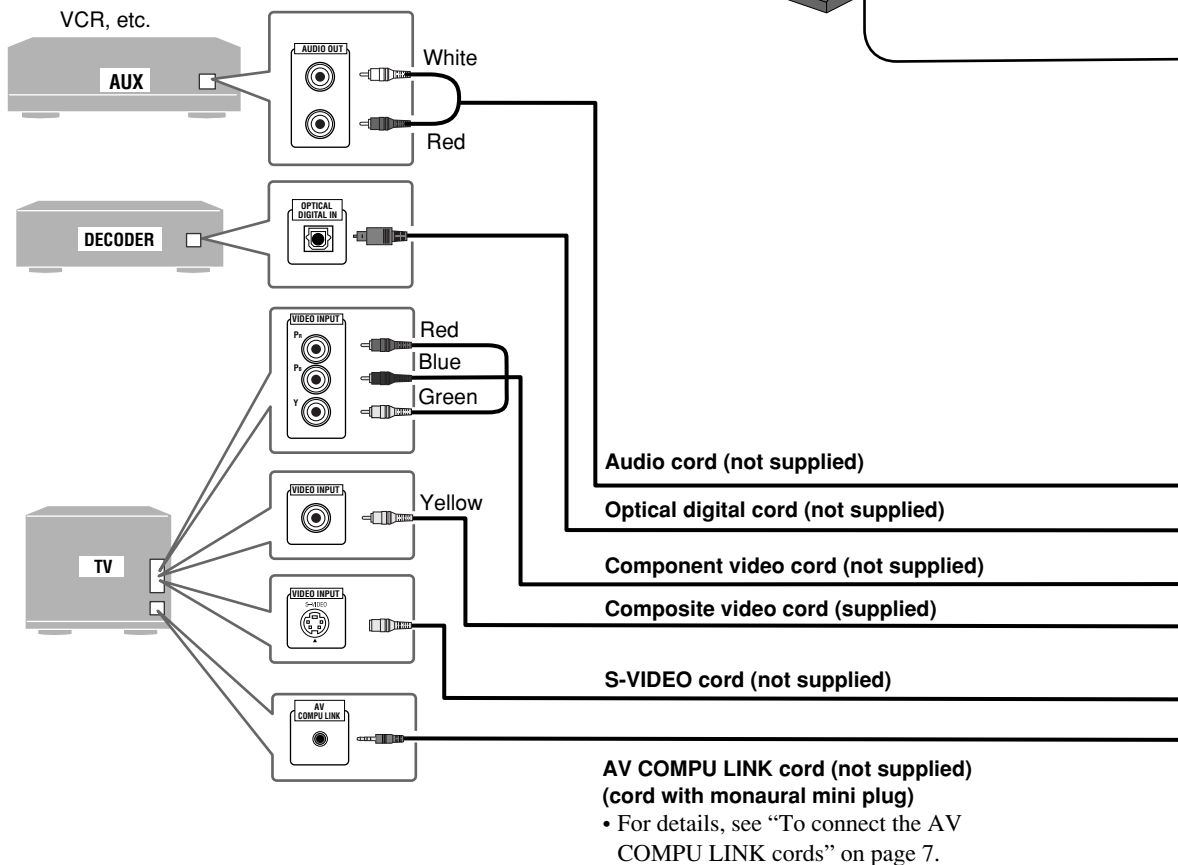 VCR, etc.
AUX
AUDIO OUT
White
Red
DECODER
OPTICAL
DIGITAL IN
VIDEO INPUT
PR
PB
Y
Red
Blue
Green
TV
VIDEO INPUT
Yellow
VIDEO INPUT
S-VIDEO
AV
COMPU LINK
Audio cord (not supplied)
Optical digital cord (not supplied)
Component video cord (not supplied)
Composite video cord (supplied)
S-VIDEO cord (not supplied)
AV COMPU LINK cord (not supplied)
(cord with monaural mini plug)
• For details, see “To connect the AV
COMPU LINK cords” on page 7.